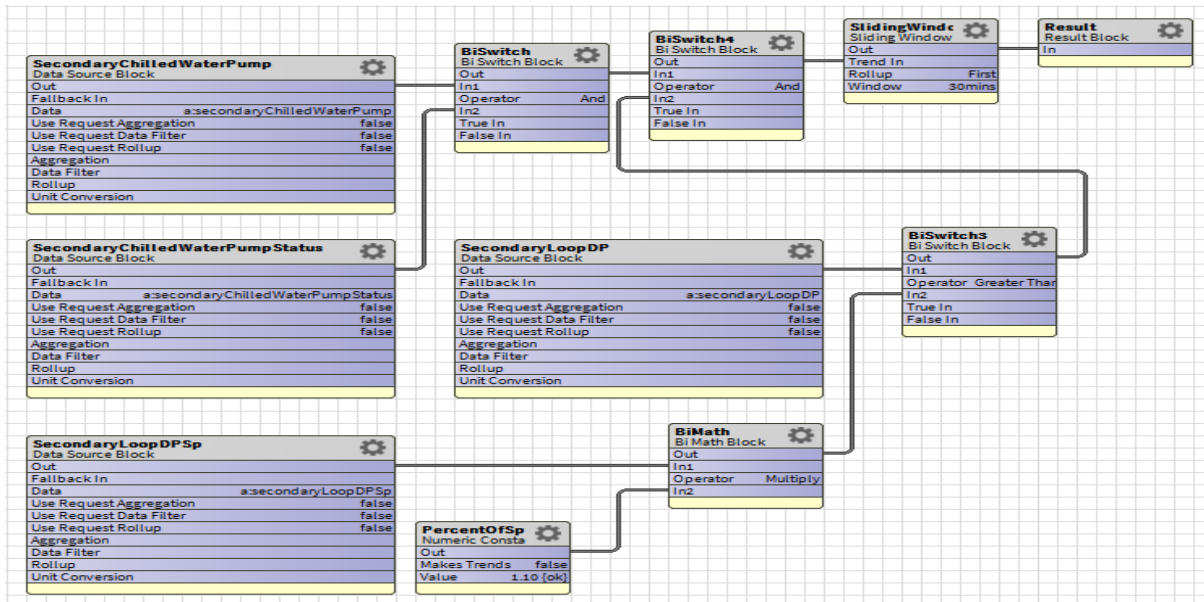 SecondaryChilledWaterPump
Data Source Block
Out
Fallback In
Data a:secondaryChilledWaterPump
Use Request Aggregation false
Use Request Data Filter false
Use Request Rollup false
Aggregation
Data Filter
Rollup
Unit Conversion
BiSwitch
Bi Switch Block
Out
In1
Operator And
In2
True In
False In
BiSwitch4
Bi Switch Block
Out
In1
Operator And
In2
True In
False In
SlidingWindc
Sliding Window
Out
Trend In
Rollup First
Window 30mins
Result
Result Block
In
SecondaryChilledWaterPumpStatus
Data Source Block
Out
Fallback In
Data a:secondaryChilledWaterPumpStatus
Use Request Aggregation false
Use Request Data Filter false
Use Request Rollup false
Aggregation
Data Filter
Rollup
Unit Conversion
SecondaryLoopDP
Data Source Block
Out
Fallback In
Data a:secondaryLoopDP
Use Request Aggregation false
Use Request Data Filter false
Use Request Rollup false
Aggregation
Data Filter
Rollup
Unit Conversion
BiSwitch3
Bi Switch Block
Out
In1
Operator Greater Thar
In2
True In
False In
SecondaryLoopDPSp
Data Source Block
Out
Fallback In
Data a:secondaryLoopDPSp
Use Request Aggregation false
Use Request Data Filter false
Use Request Rollup false
Aggregation
Data Filter
Rollup
Unit Conversion
PercentOfSp
Numeric Consta
Out
Makes Trends false
Value 1.10 {ok}
BiMath
Bi Math Block
Out
In1
Operator Multiply
In2